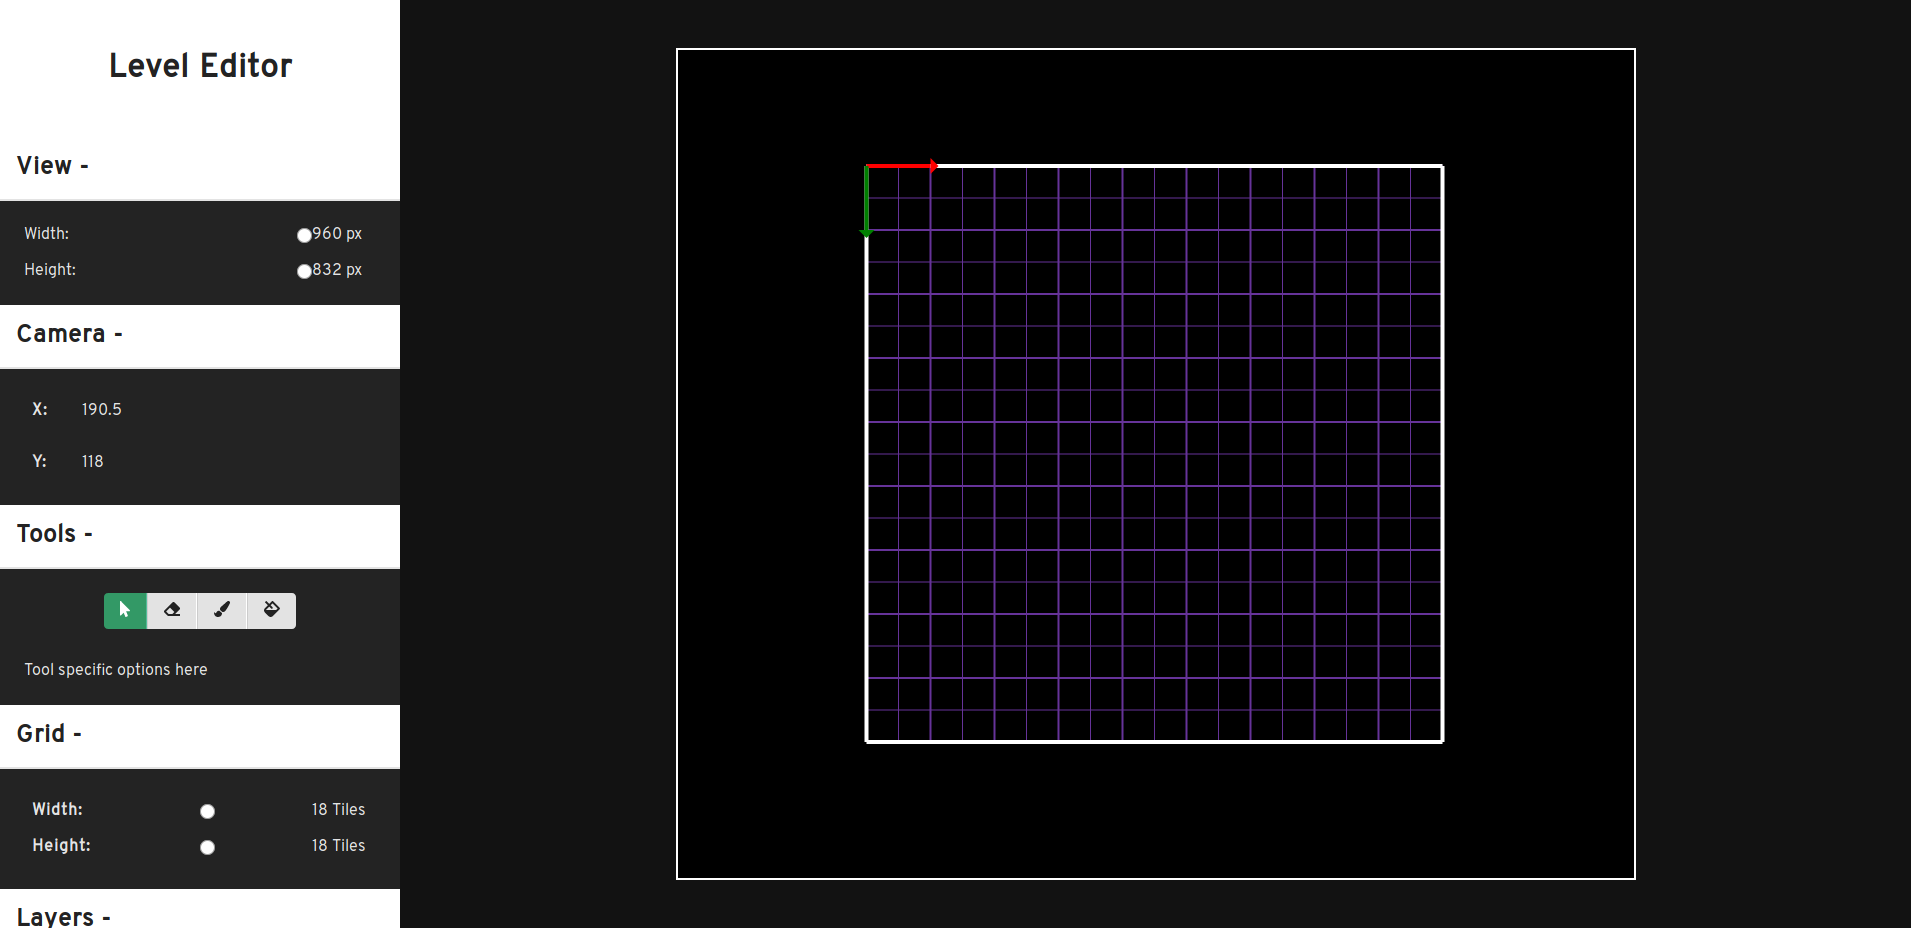 Level Editor
View -
Width: 960 px
Height: 832 px
Camera -
X: 190.5
Y: 118
Tools -
Tool specific options here
Grid -
Width: 18 Tiles
Height: 18 Tiles
Layers -